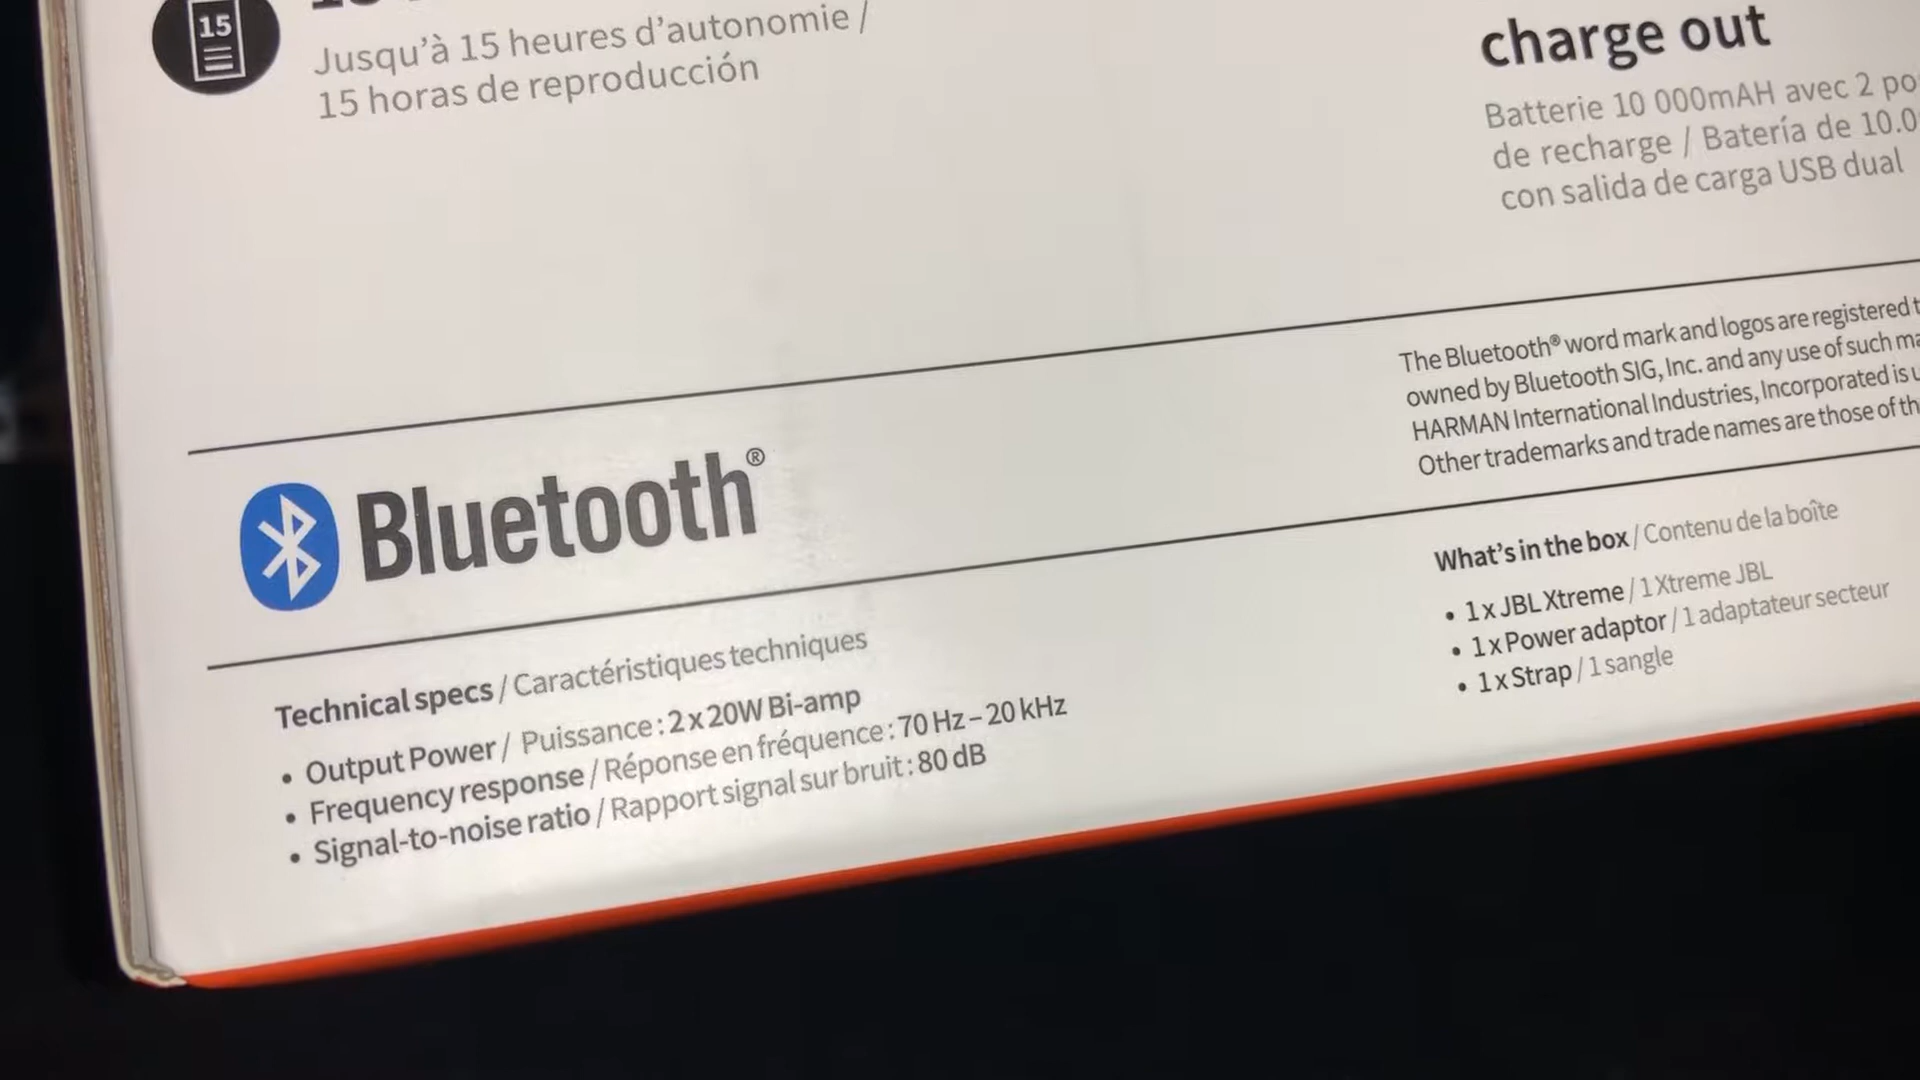 15
Jusqu'à 15 heures d'autonomie /
15 horas de reproducción
charge out
Batterie 10 000mAH avec 2
de recharge / Batería de
con salida de carga USB dual
The Bluetooth® word mark and logos are registered
owned by Bluetooth SIG, Inc. and any use of such
HARMAN International Industries, Incorporated is
Other trademarks and trade names are those of
Bluetooth®
Technical specs / Caractéristiques techniques
• Output Power / Puissance : 2 x 20W Bi-amp
• Frequency response / Réponse en fréquence : 70 Hz – 20 kHz
• Signal-to-noise ratio / Rapport signal sur bruit : 80 dB
What's in the box / Contenu de la boîte
• 1 x JBL Xtreme / 1 Xtreme JBL
• 1 x Power adaptor / 1 adaptateur secteur
• 1 x Strap / 1 sangle